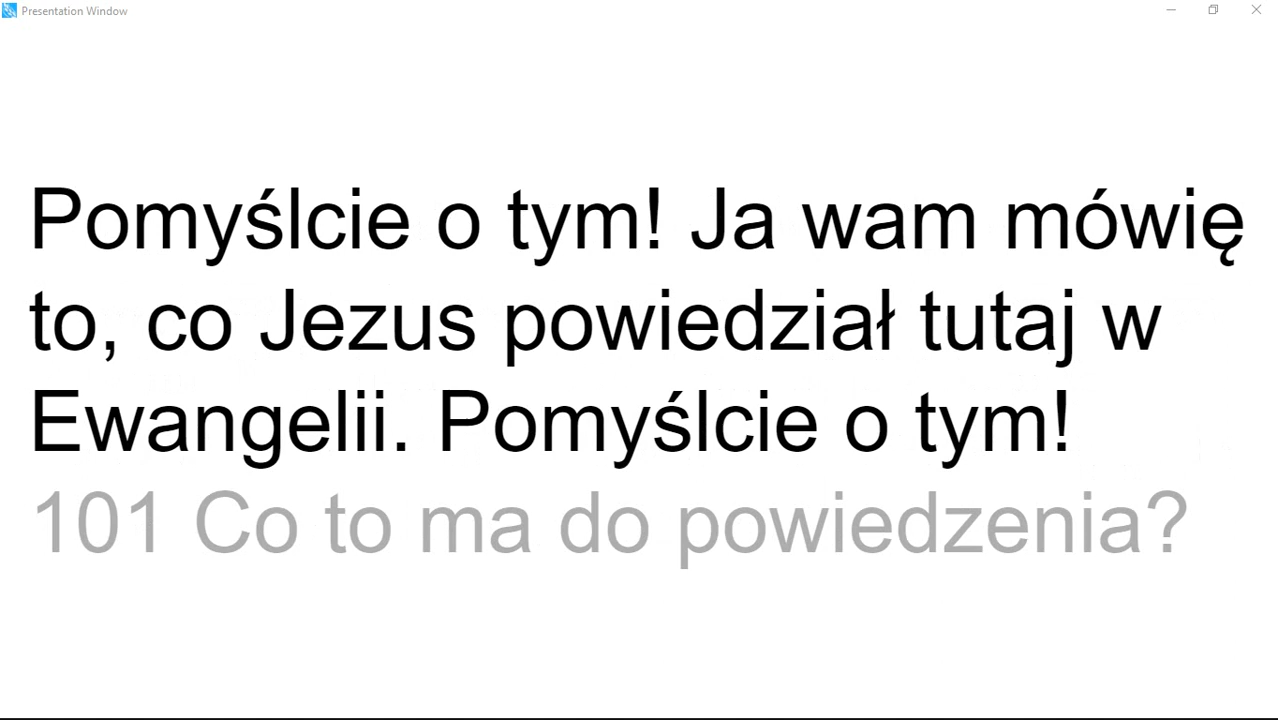 Presentation Window
Pomyślcie o tym! Ja wam mówię
to, co Jezus powiedział tutaj w
Ewangelii. Pomyślcie o tym!
101 Co to ma do powiedzenia?